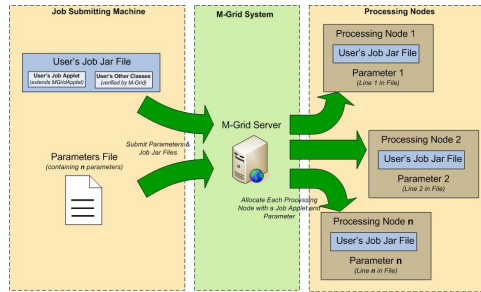 Job Submitting Machine
User's Job Jar File
User's Job Applet
(extends MGridApplet)
User's Other Classes
(verified by M-Grid)
Parameters File
(containing n parameters)
Submit Parameters &
Job Jar Files
M-Grid System
M-Grid Server
Allocate Each Processing
Node with a Job Applet and
Parameter
Processing Nodes
Processing Node 1
User's Job Jar File
Parameter 1
(Line 1 in File)
Processing Node 2
User's Job Jar File
Parameter 2
(Line 2 in File)
Processing Node n
User's Job Jar File
Parameter n
(Line n in File)